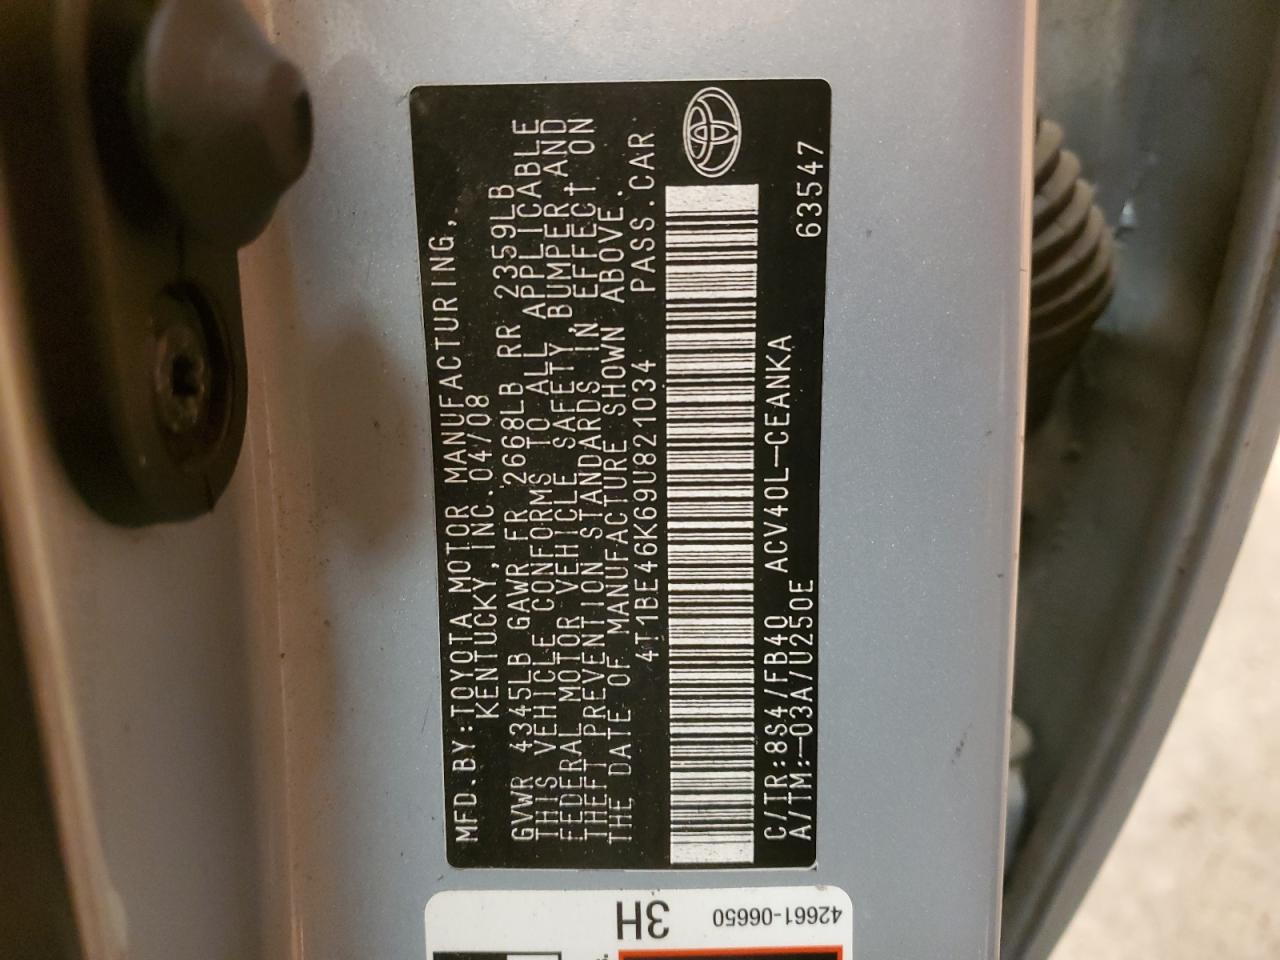 MFD.BY:TOYOTA MOTOR MANUFACTURING,
KENTUCKY,INC.04/08
GVWR 4345LB GAWR FR 2668LB RR 2359LB
THIS VEHICLE CONFORMS TO ALL APPLICABLE
FEDERAL MOTOR VEHICLE SAFETY, BUMPER, AND
THEFT PREVENTION STANDARDS IN EFFECT ON
THE DATE OF MANUFACTURE SHOWN ABOVE.
4T1BE46K69U821034 PASS.CAR
C/TR:8S4/FB40 ACV40L-CEANKA
A/TM:-03A/U250E 63547
42661-06650
3H